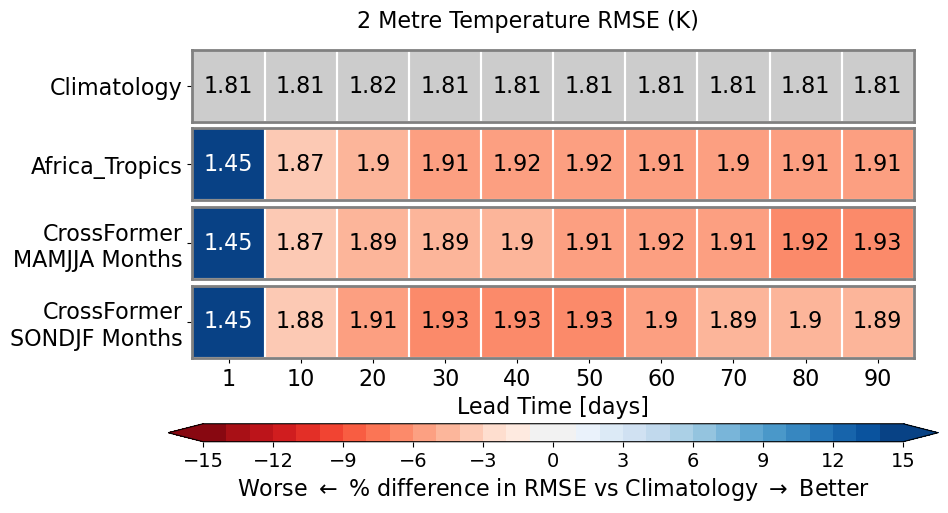 2 Metre Temperature RMSE (K)
Climatology 1.81 1.81 1.82 1.81 1.81 1.81 1.81 1.81 1.81 1.81
Africa_Tropics 1.45 1.87 1.9 1.91 1.92 1.92 1.91 1.9 1.91 1.91
CrossFormer
MAMJJA Months 1.45 1.87 1.89 1.89 1.9 1.91 1.92 1.91 1.92 1.93
CrossFormer
SONDJF Months 1.45 1.88 1.91 1.93 1.93 1.93 1.9 1.89 1.9 1.89
1 10 20 30 40 50 60 70 80 90
Lead Time [days]
−15 −12 −9 −6 −3 0 3 6 9 12 15
Worse ← % difference in RMSE vs Climatology → Better